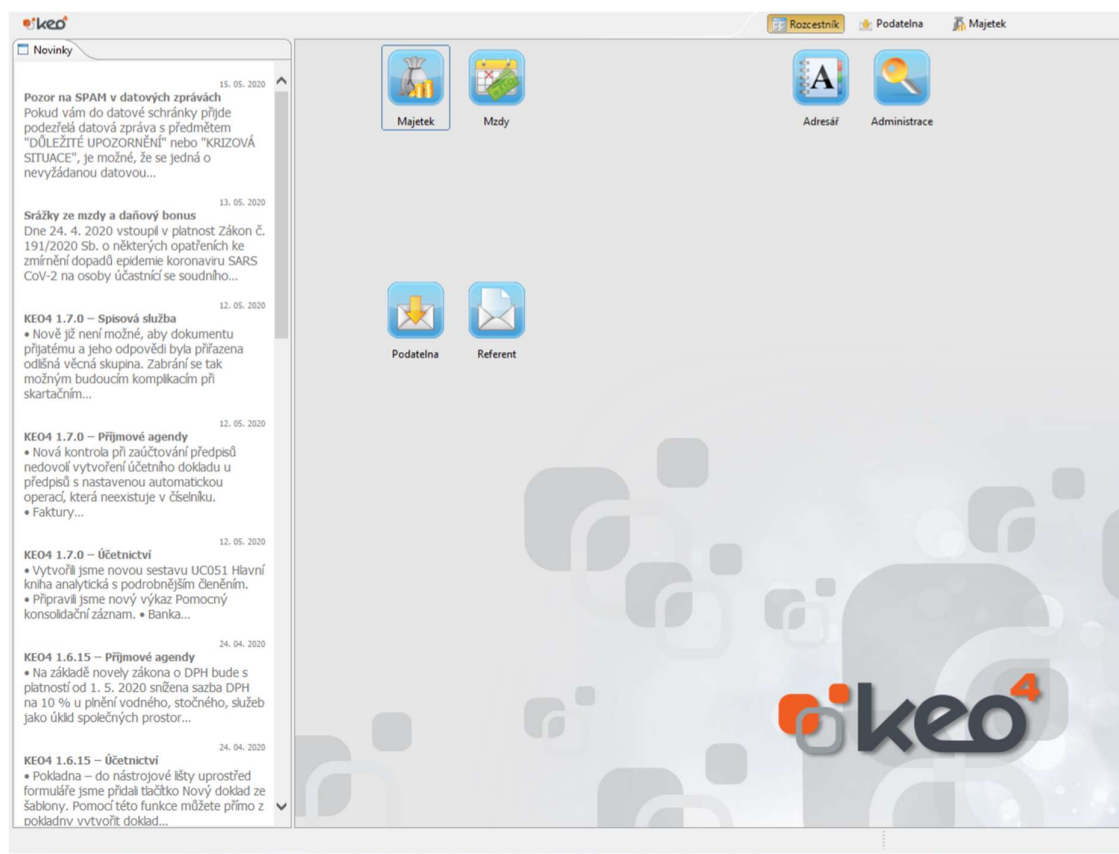 keo4
Rozcestník
Podatelna
Majetek
Novinky
15. 05. 2020
Pozor na SPAM v datových zprávách
Pokud vám do datové schránky přijde
podezřelá datová zpráva s předmětem
"DŮLEŽITÉ UPOZORNĚNÍ" nebo "KRIZOVÁ
SITUACE", je možné, že se jedná o
nevyžádanou datovou...
13. 05. 2020
Srážky ze mzdy a daňový bonus
Dne 24. 4. 2020 vstoupil v platnost Zákon č.
191/2020 Sb. o některých opatřeních ke
zmírnění dopadů epidemie koronaviru SARS
CoV-2 na osoby účastnící se soudního...
12. 05. 2020
KEO4 1.7.0 – Spisová služba
• Nově již není možné, aby dokumentu
přijatému a jeho odpovědi byla přiřazena
odlišná věcná skupina. Zabrání se tak
možným budoucím komplikacím při
skartačním...
12. 05. 2020
KEO4 1.7.0 – Příjmové agendy
• Nová kontrola při zaúčtování předpisů
nedovolí vytvoření účetního dokladu u
předpisů s nastavenou automatickou
operací, která neexistuje v číselníku.
• Faktury...
12. 05. 2020
KEO4 1.7.0 – Účetnictví
• Vytvořili jsme novou sestavu UC051 Hlavní
kniha analytická s podrobnějším členěním.
• Připravili jsme nový výkaz Pomocný
konsolidační záznam. • Banka...
24. 04. 2020
KEO4 1.6.15 – Příjmové agendy
• Na základě novely zákona o DPH bude s
platností od 1. 5. 2020 snížena sazba DPH
na 10 % u plnění vodného, stočného, služeb
jako úklid společných prostor...
24. 04. 2020
KEO4 1.6.15 – Účetnictví
• Pokladna – do nástrojové lišty uprostřed
formuláře jsme přidali tlačítko Nový doklad ze
šablony. Pomocí této funkce můžete přímo z
pokladny vytvořit doklad...
Majetek
Mzdy
A
Adresář
Administrace
Podatelna
Referent
keo4